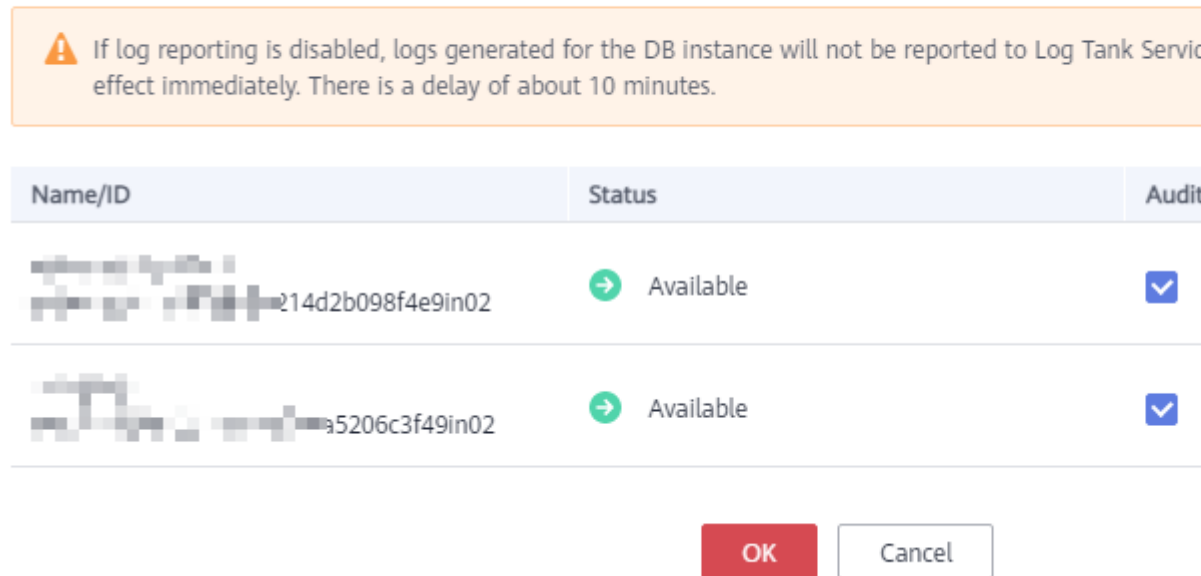 If log reporting is disabled, logs generated for the DB instance will not be reported to Log Tank
effect immediately. There is a delay of about 10 minutes.
Name/ID Status Audit
214d2b098f4e9in02 Available
a5206c3f49in02 Available
OK Cancel